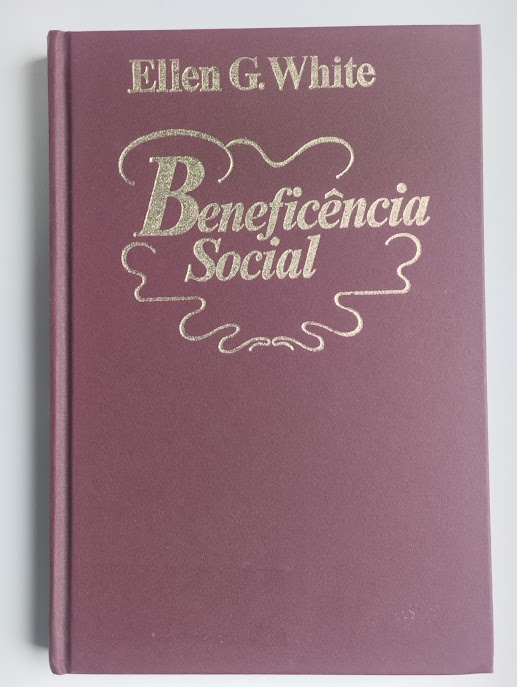 Ellen G. White
Beneficência
Social